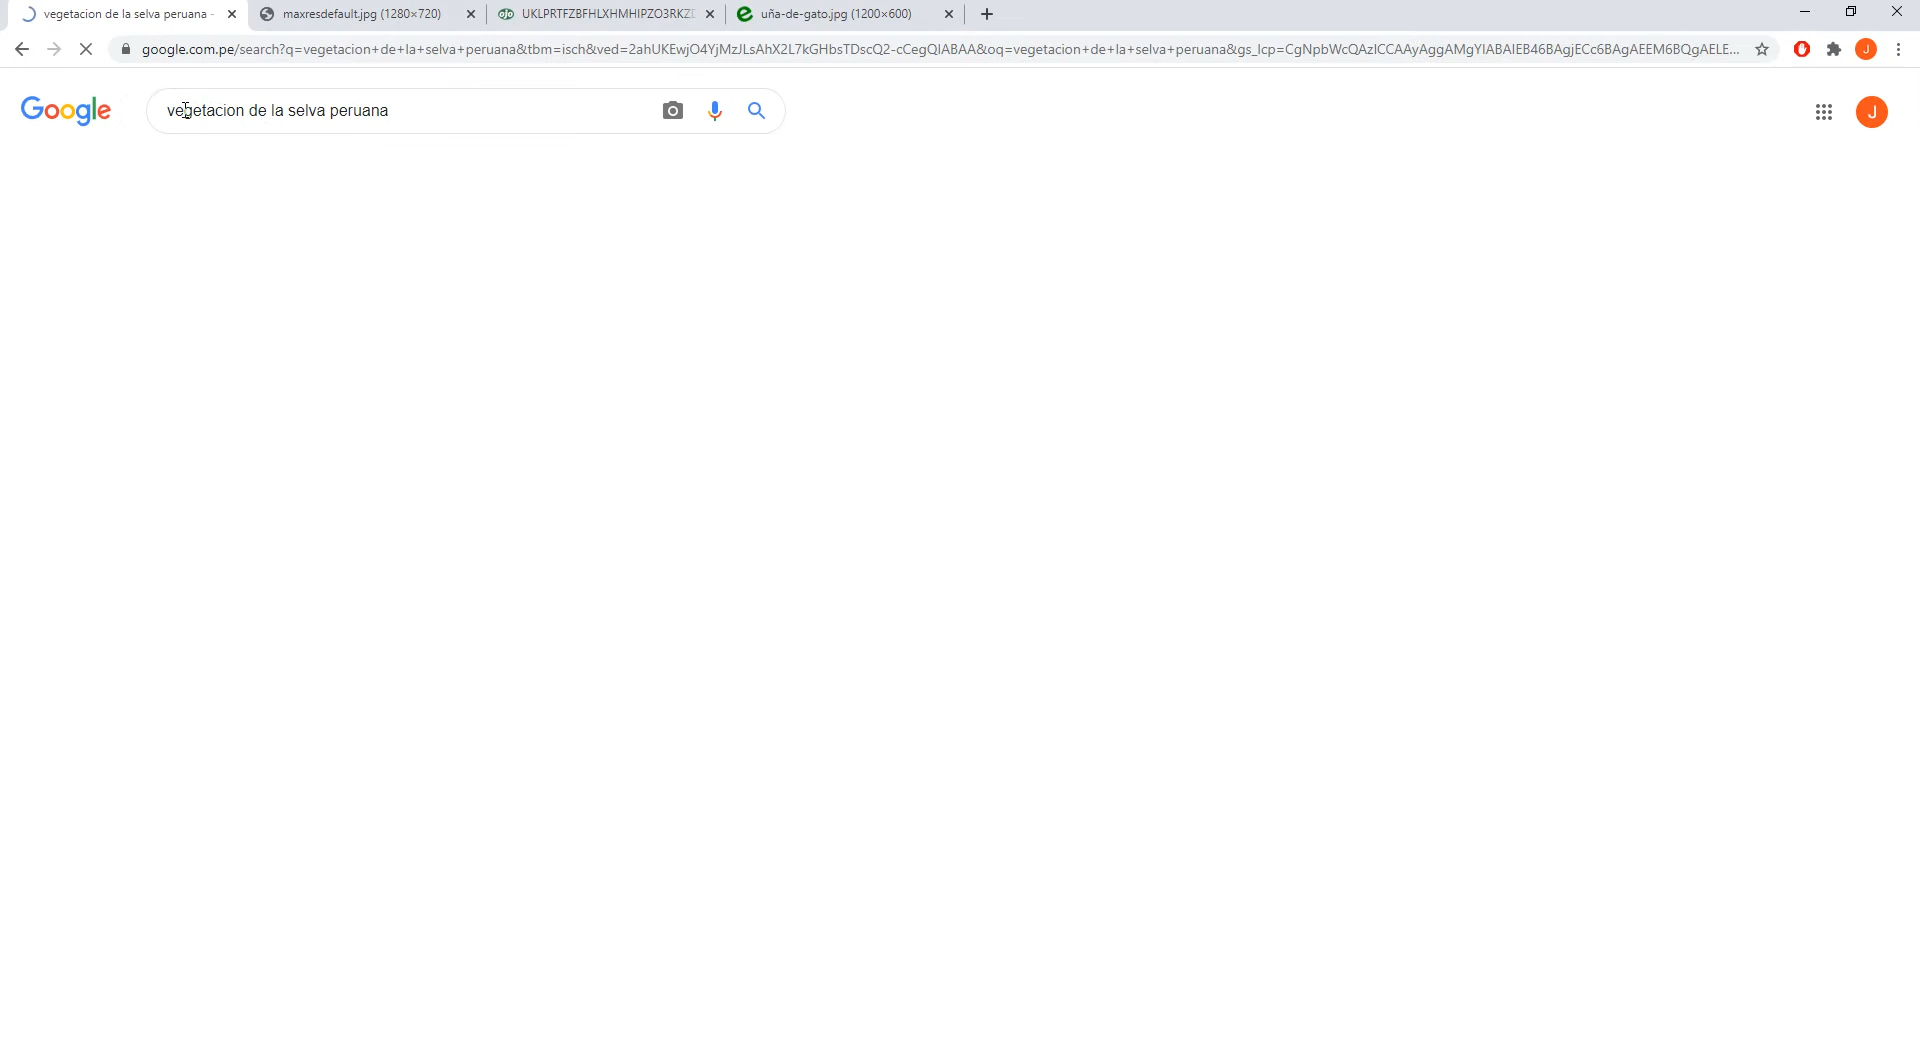 vegetacion de la selva peruana -
maxresdefault.jpg (1280×720)
uña-de-gato.jpg (1200×600)
google.com.pe/search?q=vegetacion+de+la+selva+peruana&tbm=isch&ved=2ahUKEwjO4YjMzJLsAhX2L7kGHbsTDscQ2-cCegQIABAA&oq=vegetacion+de+la+selva+peruana&gs_lcp=CgNpbWcQAzICCAAyAggAMgYIABAIEB46BAgjECc6BAgAEEM6BQgAELE...
J
Google
vegetacion de la selva peruana
J